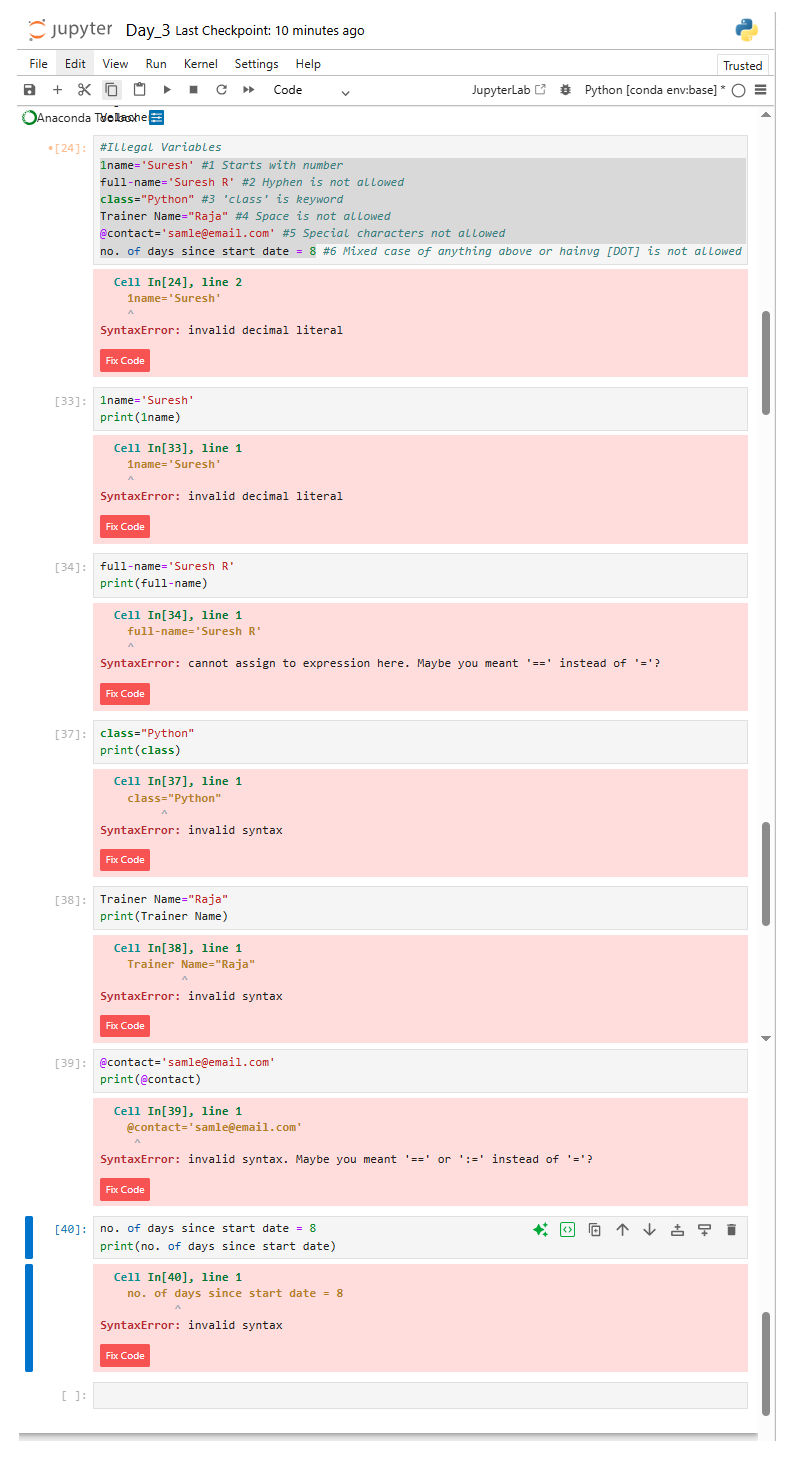 jupyter Day_3 Last Checkpoint: 10 minutes ago
File Edit View Run Kernel Settings Help Trusted
Code JupyterLab Python [conda env:base] *
Anaconda
[24]: #Illegal Variables
1name='Suresh' #1 Starts with number
full-name='Suresh R' #2 Hyphen is not allowed
class="Python" #3 'class' is keyword
Trainer Name="Raja" #4 Space is not allowed
@contact='samle@email.com' #5 Special characters not allowed
no. of days since start date = 8 #6 Mixed case of anything above or hainvg [DOT] is not allowed
Cell In[24], line 2
1name='Suresh'
^
SyntaxError: invalid decimal literal
Fix Code
[33]: 1name='Suresh'
print(1name)
Cell In[33], line 1
1name='Suresh'
^
SyntaxError: invalid decimal literal
Fix Code
[34]: full-name='Suresh R'
print(full-name)
Cell In[34], line 1
full-name='Suresh R'
^
SyntaxError: cannot assign to expression here. Maybe you meant '==' instead of '='?
Fix Code
[37]: class="Python"
print(class)
Cell In[37], line 1
class="Python"
^
SyntaxError: invalid syntax
Fix Code
[38]: Trainer Name="Raja"
print(Trainer Name)
Cell In[38], line 1
Trainer Name="Raja"
^
SyntaxError: invalid syntax
Fix Code
[39]: @contact='samle@email.com'
print(@contact)
Cell In[39], line 1
@contact='samle@email.com'
^
SyntaxError: invalid syntax. Maybe you meant '==' or ':=' instead of '='?
Fix Code
[40]: no. of days since start date = 8
print(no. of days since start date)
Cell In[40], line 1
no. of days since start date = 8
^
SyntaxError: invalid syntax
Fix Code
[ ]: